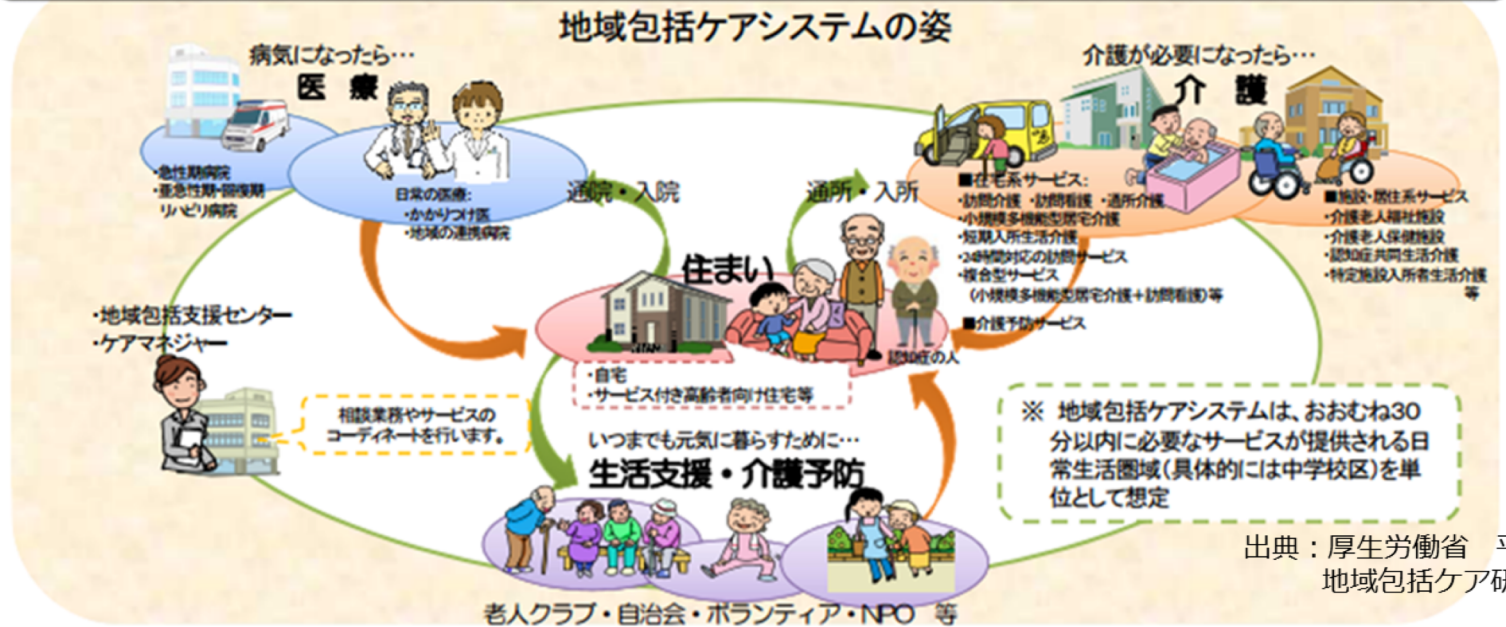 地域包括ケアシステムの姿
病気になったら…
医 療
・急性期病院
・亜急性期・回復期
リハビリ病院
日常の医療:
・かかりつけ医
・地域の連携病院
通院・入院
通所・入所
介護が必要になったら…
介 護
■在宅系サービス:
・訪問介護 ・訪問看護 ・通所介護
・小規模多機能型居宅介護
・短期入所生活介護
・24時間対応の訪問サービス
・複合型サービス
(小規模多機能型居宅介護+訪問看護)等
■介護予防サービス
■施設・居住系サービス
・介護老人福祉施設
・介護老人保健施設
・認知症共同生活介護
・特定施設入所者生活介護
等
住まい
認知症の人
・自宅
・サービス付き高齢者向け住宅等
・地域包括支援センター
・ケアマネジャー
相談業務やサービスの
コーディネートを行います。
いつまでも元気に暮らすために…
生活支援・介護予防
老人クラブ・自治会・ボランティア・NPO 等
※ 地域包括ケアシステムは、おおむね30
分以内に必要なサービスが提供される日
常生活圏域(具体的には中学校区)を単
位として想定
出典:厚生労働省
地域包括ケア